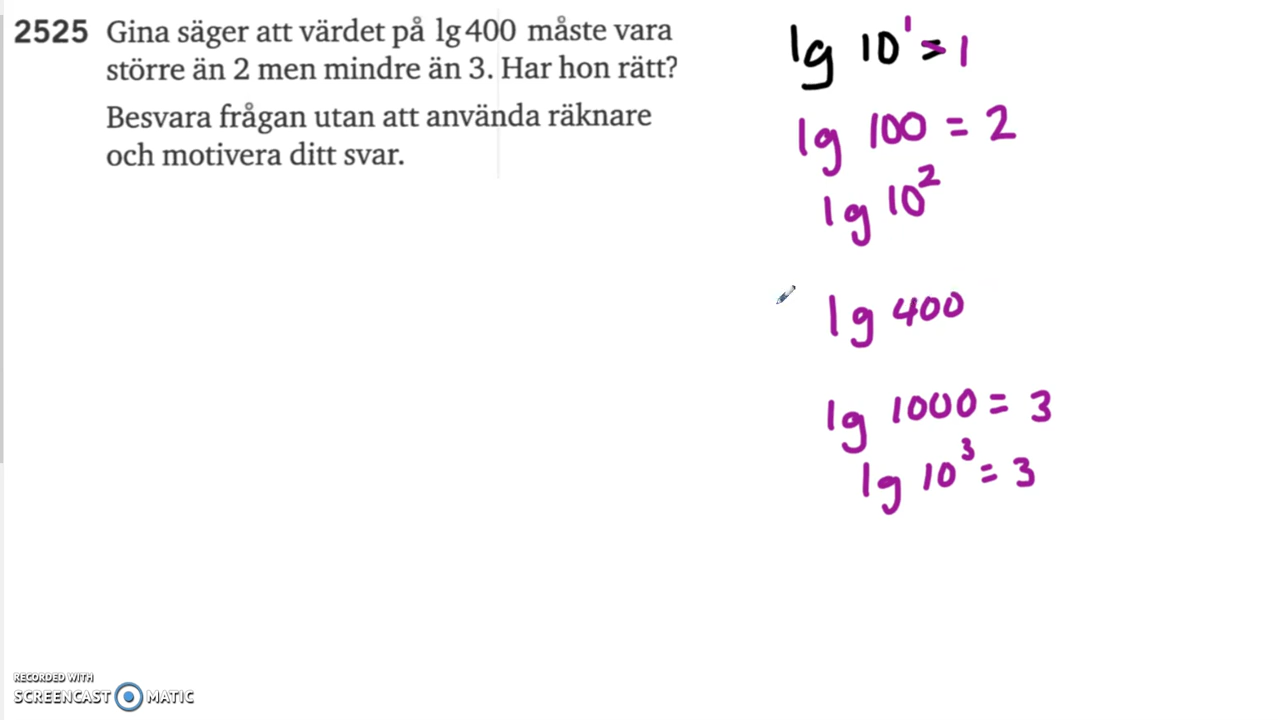 2525 Gina säger att värdet på lg 400 måste vara
större än 2 men mindre än 3. Har hon rätt?
Besvara frågan utan att använda räknare
och motivera ditt svar.
lg 10¹ = 1
lg 100 = 2
lg 10²
lg 400
lg 1000 = 3
lg 10³ = 3
RECORDED WITH
SCREENCAST MATIC